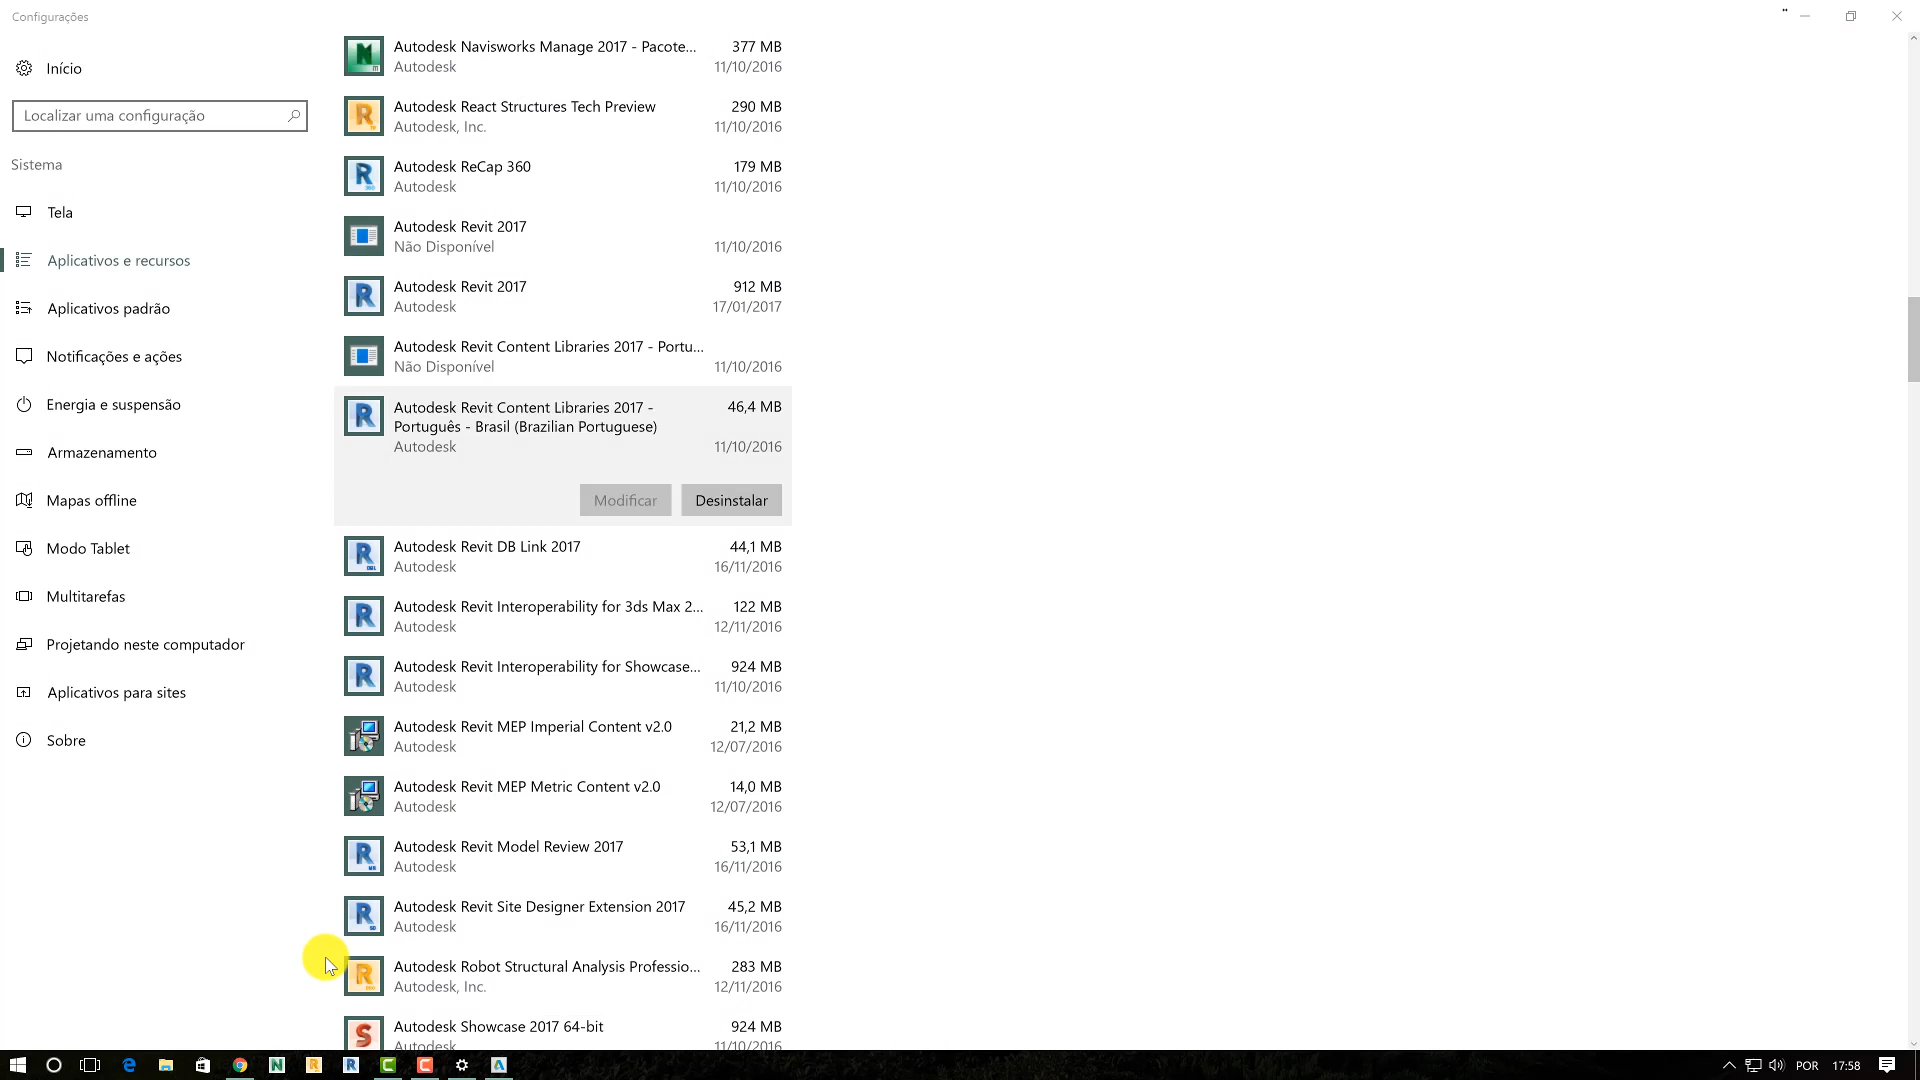 Configurações
Início
Localizar uma configuração
Sistema
Tela
Aplicativos e recursos
Aplicativos padrão
Notificações e ações
Energia e suspensão
Armazenamento
Mapas offline
Modo Tablet
Multitarefas
Projetando neste computador
Aplicativos para sites
Sobre
Autodesk Navisworks Manage 2017 - Pacote... 377 MB
Autodesk 11/10/2016
Autodesk React Structures Tech Preview 290 MB
Autodesk, Inc. 11/10/2016
Autodesk ReCap 360 179 MB
Autodesk 11/10/2016
Autodesk Revit 2017
Não Disponível 11/10/2016
Autodesk Revit 2017 912 MB
Autodesk 17/01/2017
Autodesk Revit Content Libraries 2017 - Portu...
Não Disponível 11/10/2016
Autodesk Revit Content Libraries 2017 - 46,4 MB
Português - Brasil (Brazilian Portuguese)
Autodesk 11/10/2016
Modificar Desinstalar
Autodesk Revit DB Link 2017 44,1 MB
Autodesk 16/11/2016
Autodesk Revit Interoperability for 3ds Max 2... 122 MB
Autodesk 12/11/2016
Autodesk Revit Interoperability for Showcase... 924 MB
Autodesk 11/10/2016
Autodesk Revit MEP Imperial Content v2.0 21,2 MB
Autodesk 12/07/2016
Autodesk Revit MEP Metric Content v2.0 14,0 MB
Autodesk 12/07/2016
Autodesk Revit Model Review 2017 53,1 MB
Autodesk 16/11/2016
Autodesk Revit Site Designer Extension 2017 45,2 MB
Autodesk 16/11/2016
Autodesk Robot Structural Analysis Professio... 283 MB
Autodesk, Inc. 12/11/2016
Autodesk Showcase 2017 64-bit 924 MB
Autodesk 11/10/2016
POR 17:58